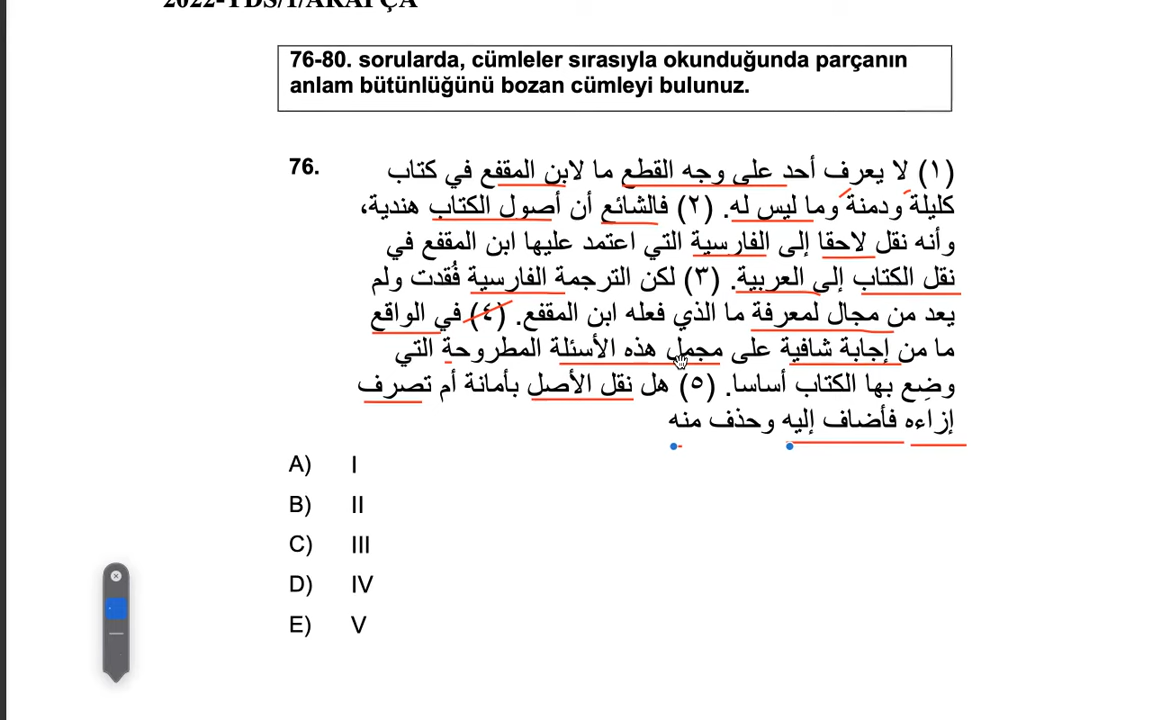 2022-YDS/1/ARAPÇA
76-80. sorularda, cümleler sırasıyla okunduğunda parçanın
anlam bütünlüğünü bozan cümleyi bulunuz.
76.
(١) لا يعرف أحد على وجه القطع ما لابن المقفع في كتاب
كليلة ودمنة وما ليس له. (٢) فالشائع أن أصول الكتاب هندية،
وأنه نقل لاحقا إلى الفارسية التي اعتمد عليها ابن المقفع في
نقل الكتاب إلى العربية. (٣) لكن الترجمة الفارسية فُقدت ولم
يعد من مجال لمعرفة ما الذي فعله ابن المقفع. (٤) في الواقع
ما من إجابة شافية على مجمل هذه الأسئلة المطروحة التي
وضِع بها الكتاب أساسا. (٥) هل نقل الأصل بأمانة أم تصرف
إزاءه فأضاف إليه وحذف منه
A) I
B) II
C) III
D) IV
E) V